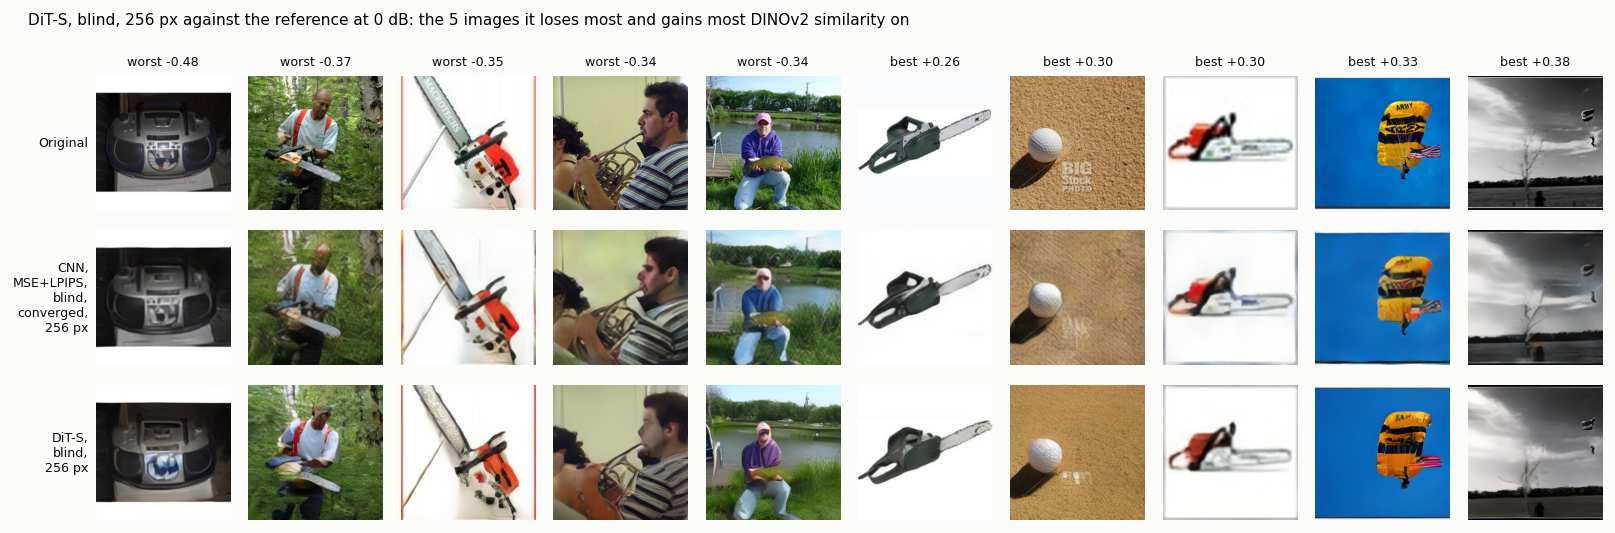 DiT-S, blind, 256 px against the reference at 0 dB: the 5 images it loses most and gains most DINOv2 similarity on
worst -0.48
worst -0.37
worst -0.35
worst -0.34
worst -0.34
best +0.26
best +0.30
best +0.30
best +0.33
best +0.38
Original
BIG
Stock
PHOTO
ARMY
CNN,
MSE+LPIPS,
blind,
converged,
256 px
BIG
DiT-S,
blind,
256 px